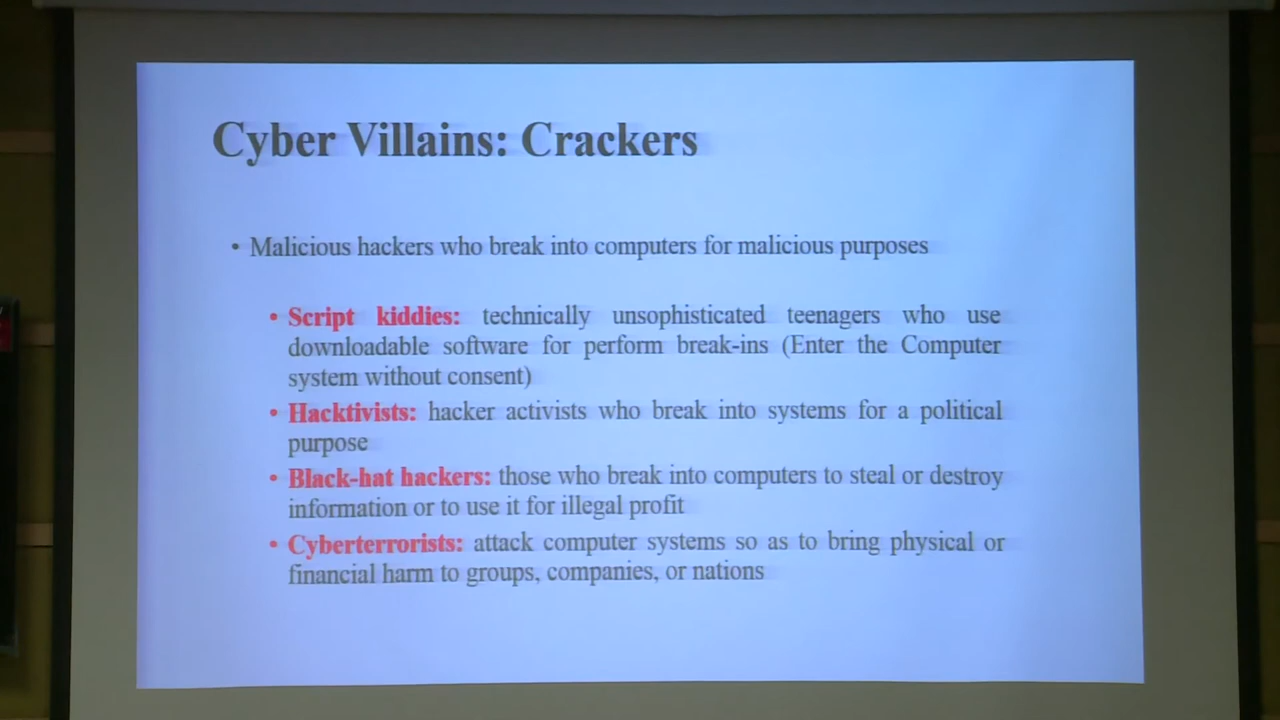 Cyber Villains: Crackers
• Malicious hackers who break into computers for malicious purposes
• Script kiddies: technically unsophisticated teenagers who use
downloadable software for perform break-ins (Enter the Computer
system without consent)
• Hacktivists: hacker activists who break into systems for a political
purpose
• Black-hat hackers: those who break into computers to steal or destroy
information or to use it for illegal profit
• Cyberterrorists: attack computer systems so as to bring physical or
financial harm to groups, companies, or nations